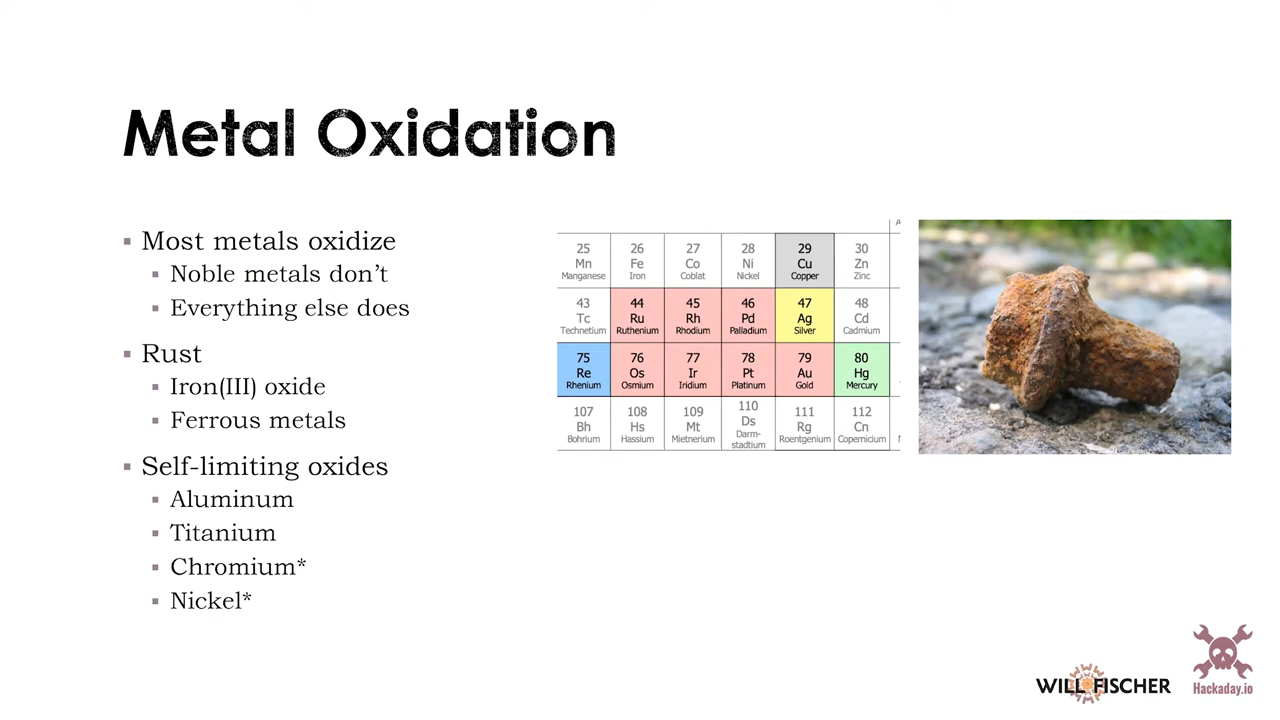 Metal Oxidation
▪ Most metals oxidize
▪ Noble metals don't
▪ Everything else does
▪ Rust
▪ Iron(III) oxide
▪ Ferrous metals
▪ Self-limiting oxides
▪ Aluminum
▪ Titanium
▪ Chromium*
▪ Nickel*
25 26 27 28 29 30
Mn Fe Co Ni Cu Zn
Manganese Iron Coblat Nickel Copper Zinc
43 44 45 46 47 48
Tc Ru Rh Pd Ag Cd
Technetium Ruthenium Rhodium Palladium Silver Cadmium
75 76 77 78 79 80
Re Os Ir Pt Au Hg
Rhenium Osmium Iridium Platinum Gold Mercury
107 108 109 110 111 112
Bh Hs Mt Ds Rg Cn
Bohrium Hassium Mietnerium Darm-stadtium Roentgenium Copernicium
WILL FISCHER
Hackaday.io